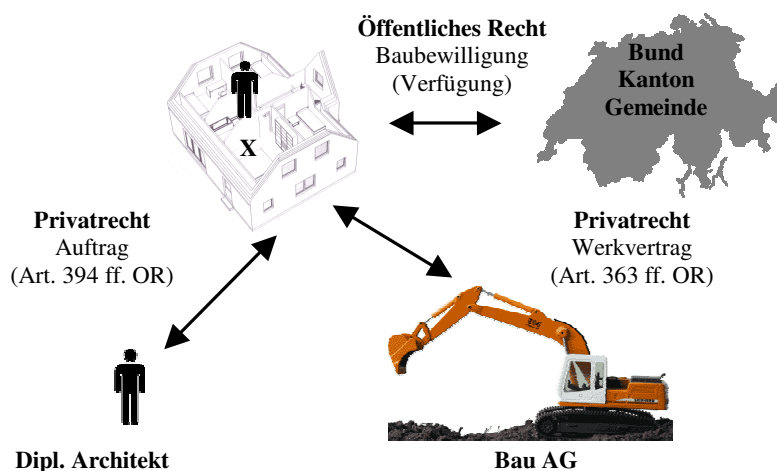 Öffentliches Recht
Baubewilligung
(Verfügung)
Bund
Kanton
Gemeinde
X
Privatrecht
Auftrag
(Art. 394 ff. OR)
Privatrecht
Werkvertrag
(Art. 363 ff. OR)
Dipl. Architekt
Bau AG